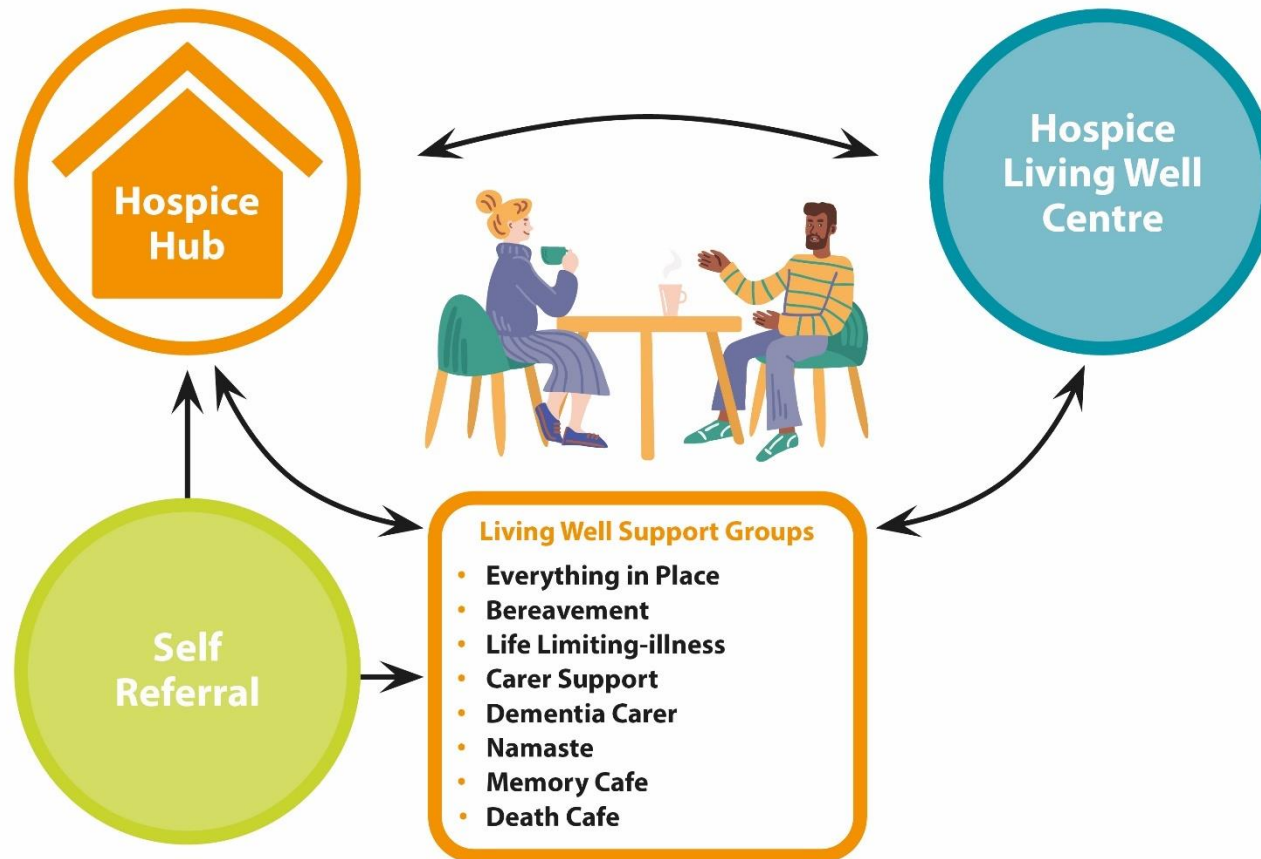 Hospice
Hub
Hospice
Living Well
Centre
Self
Referral
Living Well Support Groups
• Everything in Place
• Bereavement
• Life Limiting-illness
• Carer Support
• Dementia Carer
• Namaste
• Memory Cafe
• Death Cafe